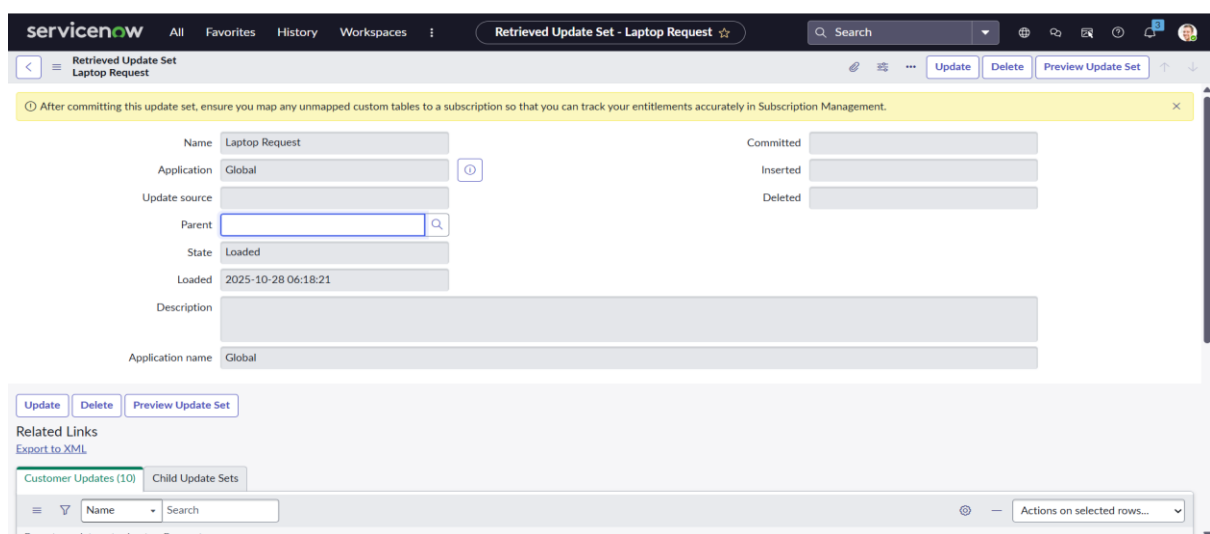 servicenow All Favorites History Workspaces Retrieved Update Set - Laptop Request Search 3
Retrieved Update Set
Laptop Request
Update Delete Preview Update Set
After committing this update set, ensure you map any unmapped custom tables to a subscription so that you can track your entitlements accurately in Subscription Management.
Name Laptop Request Committed
Application Global Inserted
Update source Deleted
Parent
State Loaded
Loaded 2025-10-28 06:18:21
Description
Application name Global
Update Delete Preview Update Set
Related Links
Export to XML
Customer Updates (10) Child Update Sets
Name Search Actions on selected rows...